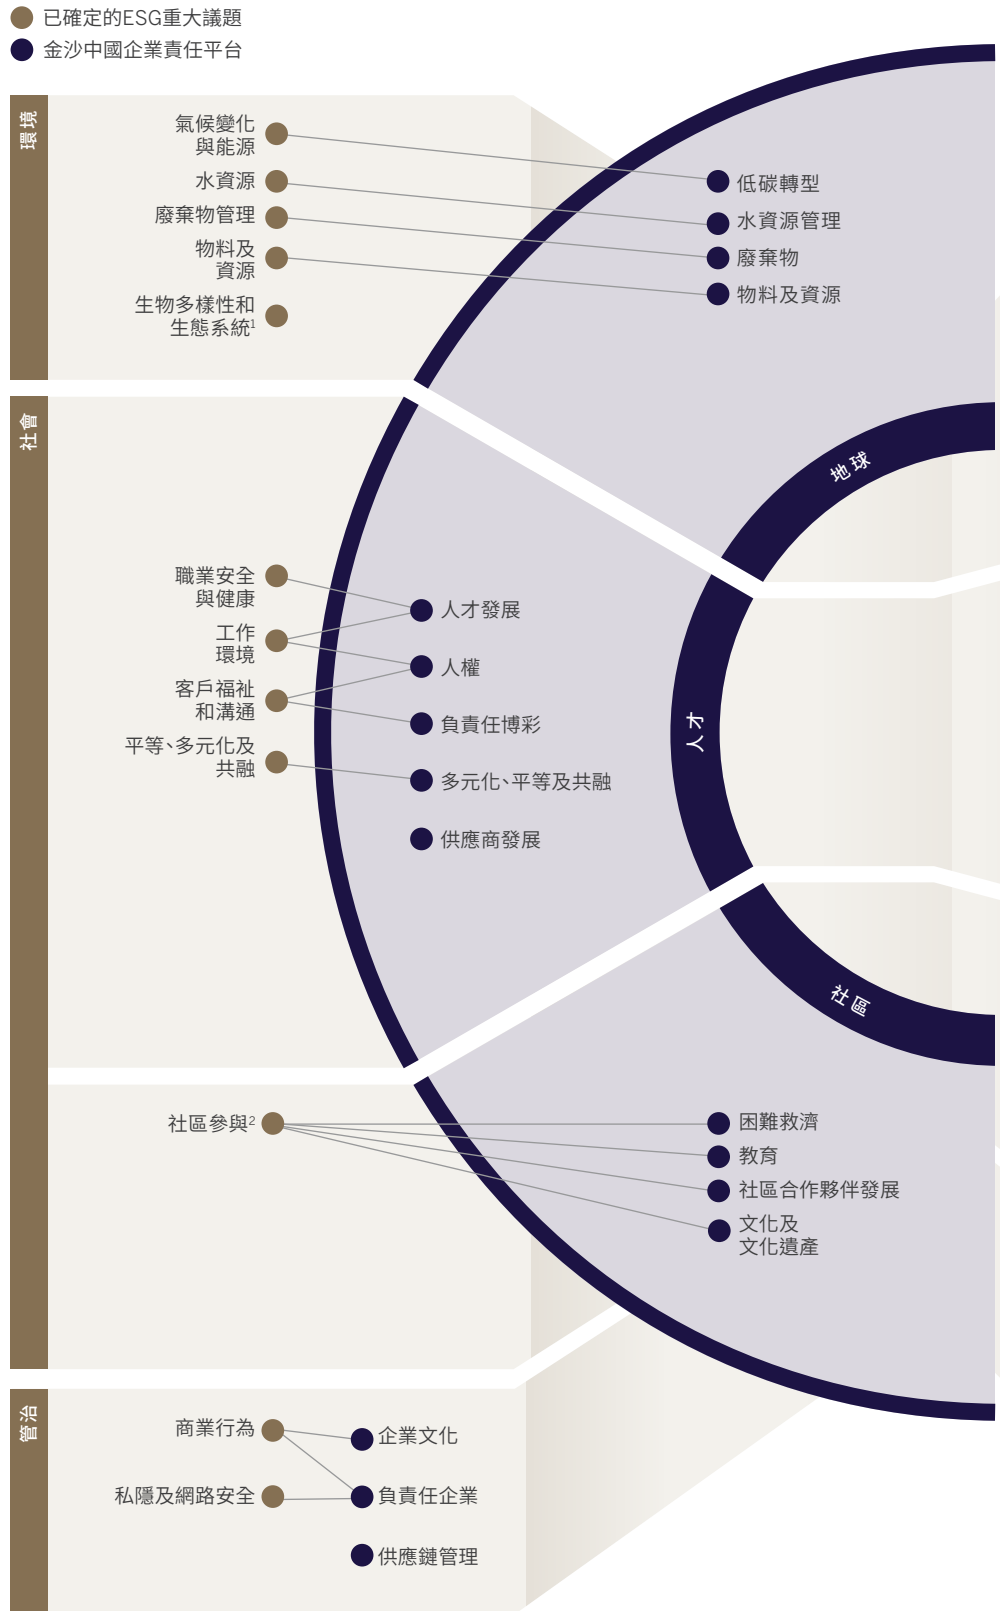 已確定的ESG重大議題
金沙中國企業責任平台
環境
氣候變化
與能源
水資源
廢棄物管理
物料及
資源
生物多樣性和
生態系統1
低碳轉型
水資源管理
廢棄物
物料及資源
地球
社會
職業安全
與健康
工作
環境
客戶福祉
和溝通
平等、多元化及
共融
人才發展
人權
負責任博彩
多元化、平等及共融
供應商發展
人才
社區
社區參與2
困難救濟
教育
社區合作夥伴發展
文化及
文化遺產
管治
商業行為
私隱及網路安全
企業文化
負責任企業
供應鏈管理